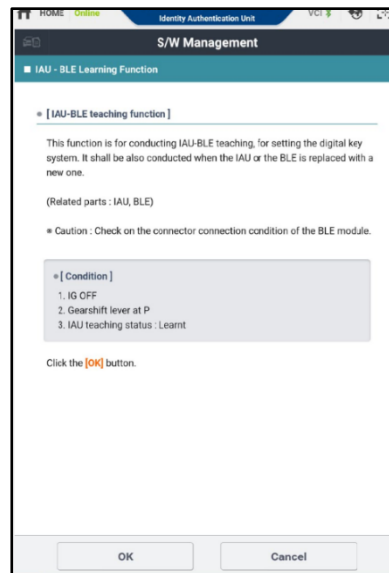 HOME Online Identity Authentication Unit VCI
S/W Management
IAU - BLE Learning Function
[ IAU-BLE teaching function ]
This function is for conducting IAU-BLE teaching, for setting the digital key
system. It shall be also conducted when the IAU or the BLE is replaced with a
new one.
(Related parts : IAU, BLE)
Caution : Check on the connector connection condition of the BLE module.
[ Condition ]
1. IG OFF
2. Gearshift lever at P
3. IAU teaching status : Learnt
Click the [OK] button.
OK Cancel